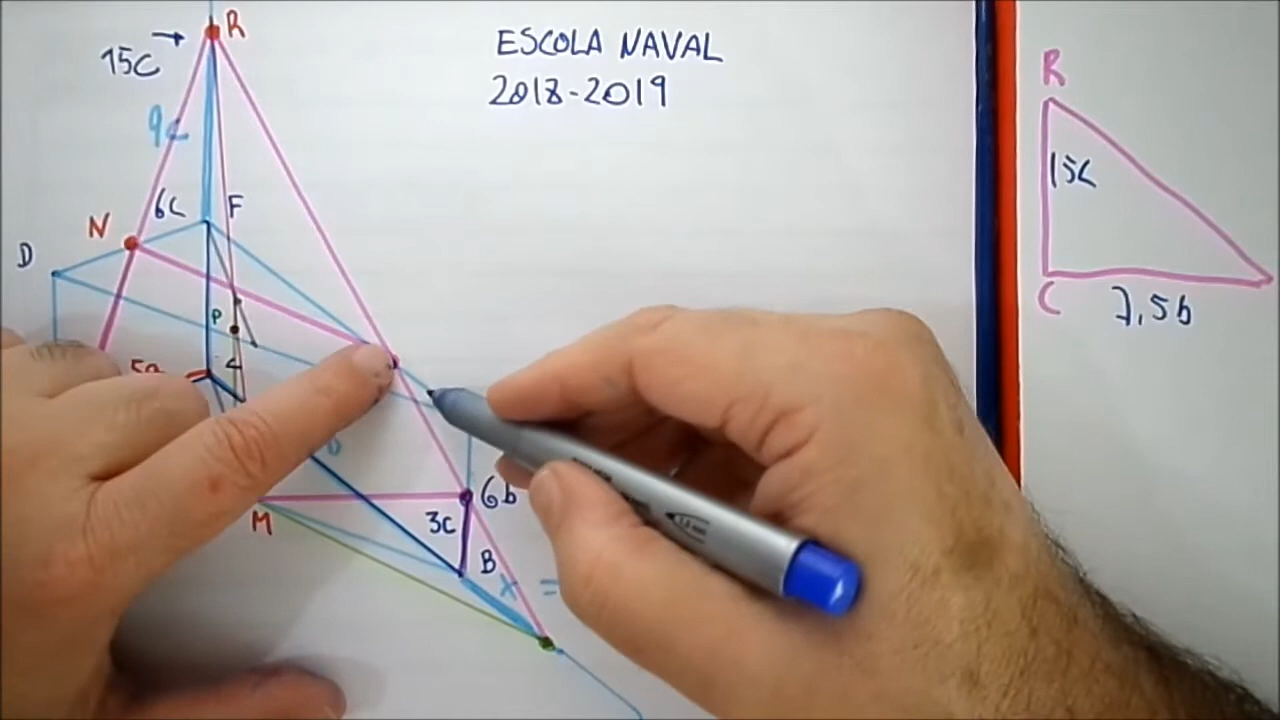 R
15C
ESCOLA NAVAL
2018-2019
9C
6C
F
N
D
P
6b
3C
M
B
x =
R
15C
C
7,5b